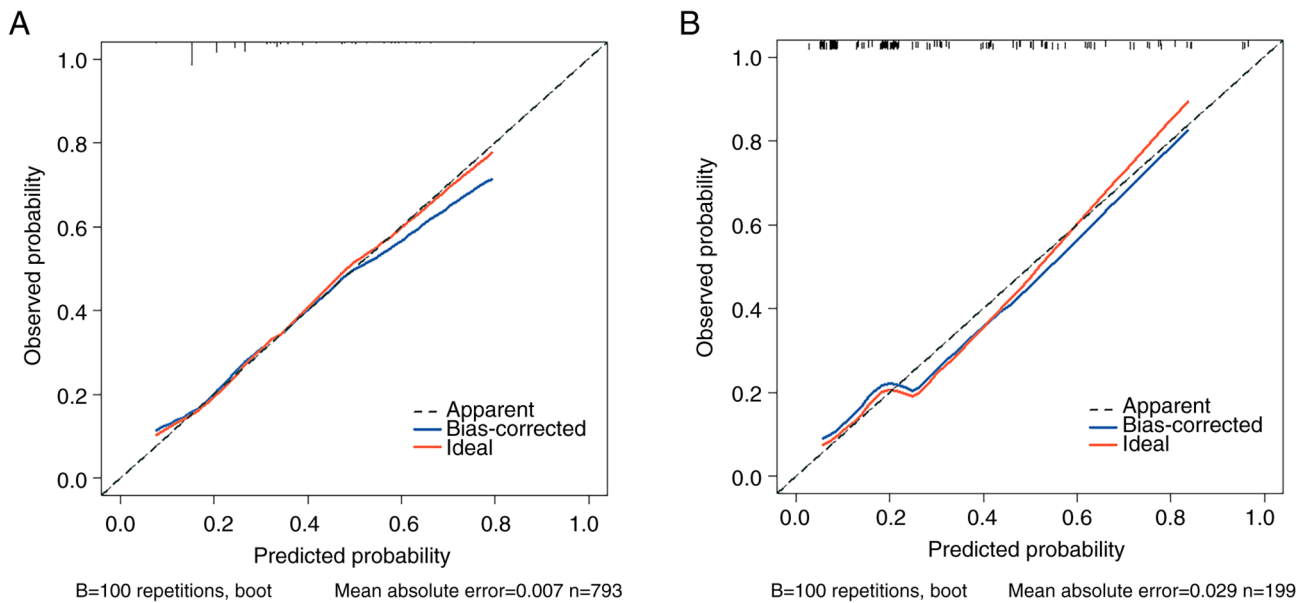 A
1.0
0.8
0.6
0.4
0.2
0.0
Observed probability
Apparent
Bias-corrected
Ideal
0.0 0.2 0.4 0.6 0.8 1.0
Predicted probability
B=100 repetitions, boot Mean absolute error=0.007 n=793
B
1.0
0.8
0.6
0.4
0.2
0.0
Observed probability
Apparent
Bias-corrected
Ideal
0.0 0.2 0.4 0.6 0.8 1.0
Predicted probability
B=100 repetitions, boot Mean absolute error=0.029 n=199